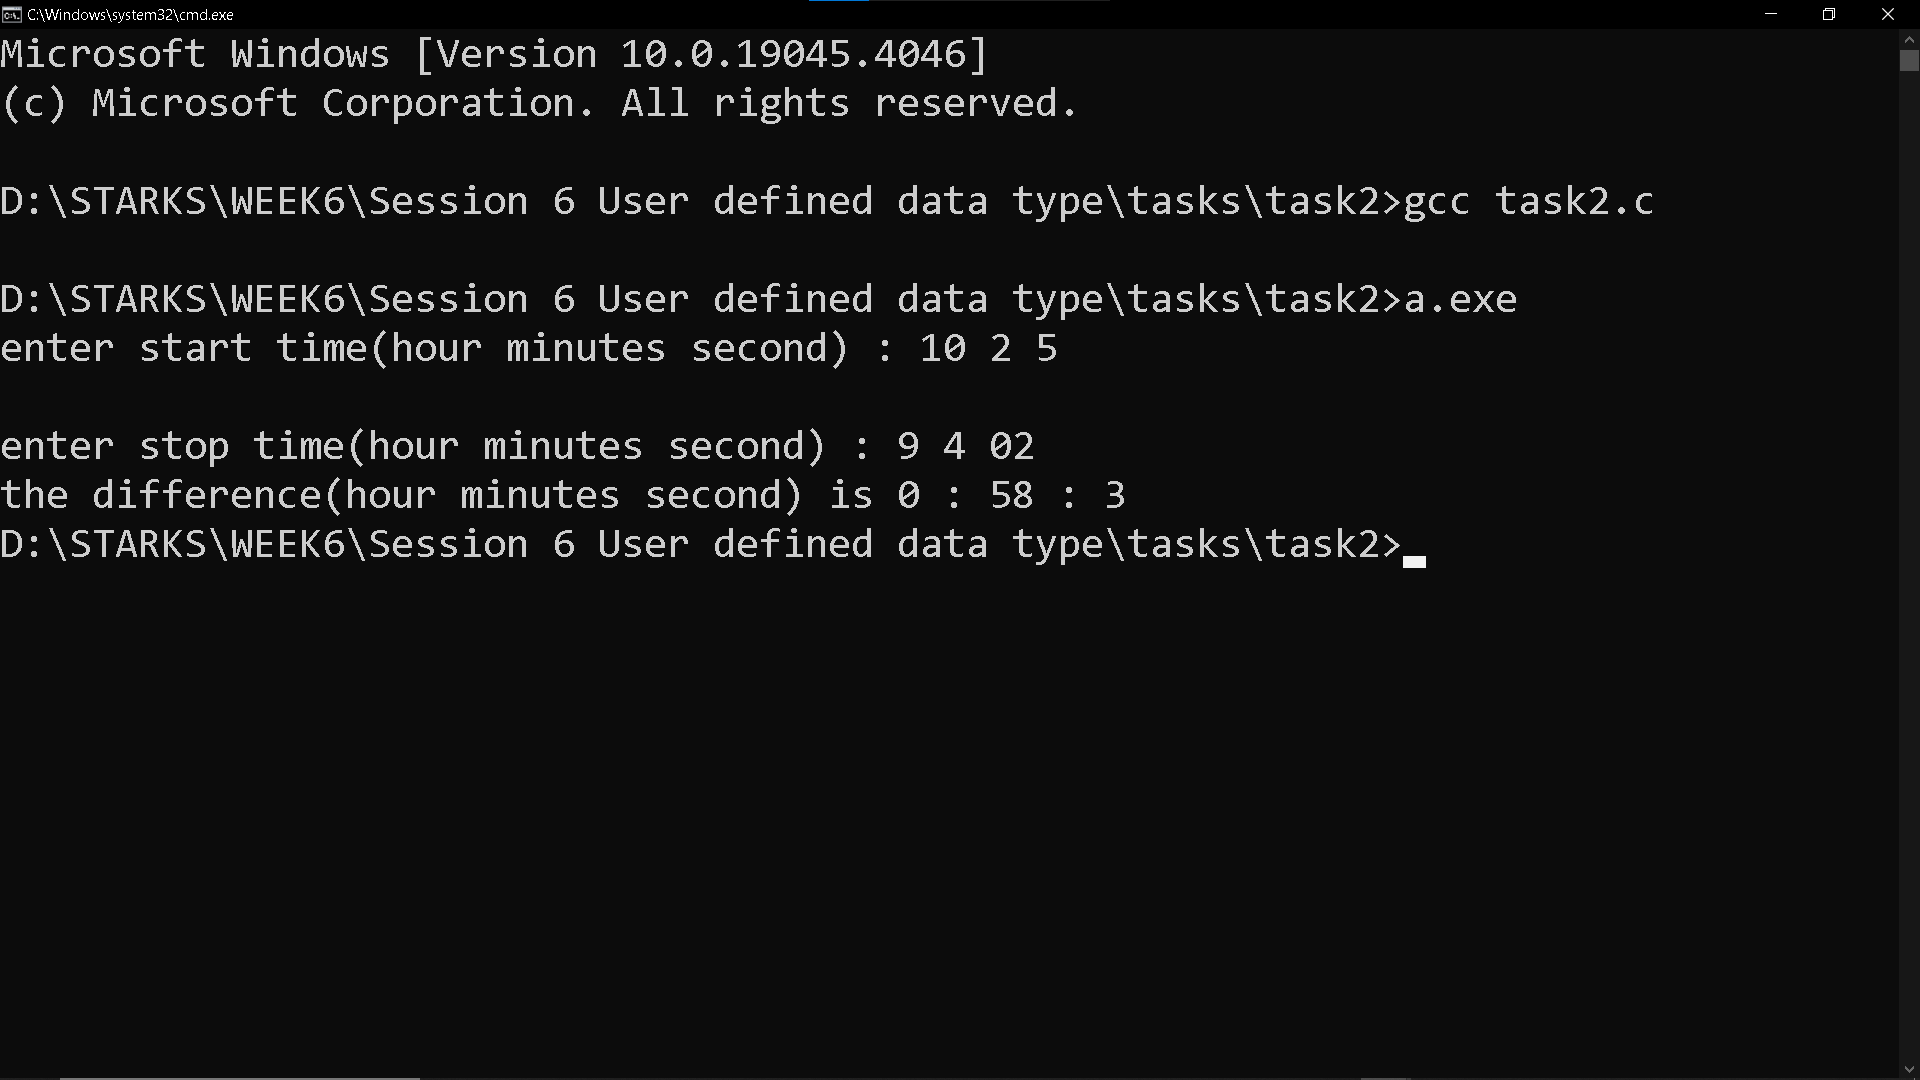 C:\Windows\system32\cmd.exe
Microsoft Windows [Version 10.0.19045.4046]
(c) Microsoft Corporation. All rights reserved.
D:\STARKS\WEEK6\Session 6 User defined data type\tasks\task2>gcc task2.c
D:\STARKS\WEEK6\Session 6 User defined data type\tasks\task2>a.exe
enter start time(hour minutes second) : 10 2 5
enter stop time(hour minutes second) : 9 4 02
the difference(hour minutes second) is 0 : 58 : 3
D:\STARKS\WEEK6\Session 6 User defined data type\tasks\task2>